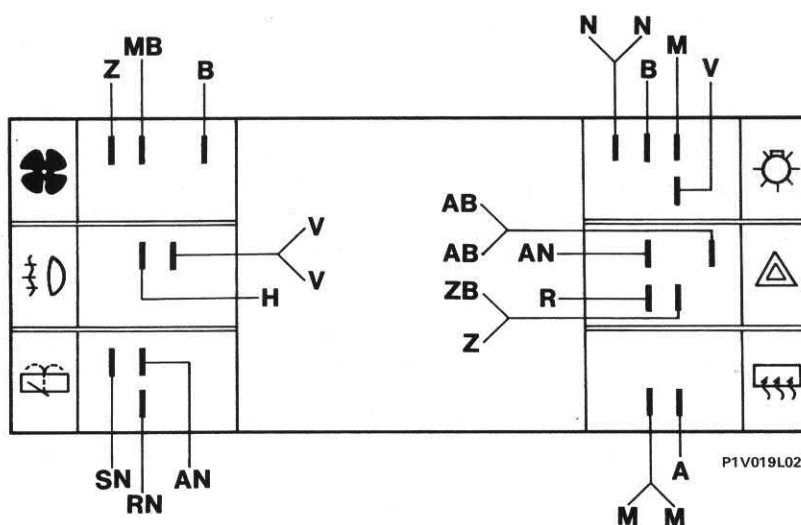 N N
MB M
Z B B V
V
AB
AB AN
V
ZB
H R
Z
P1V019L02
SN AN A
RN M M